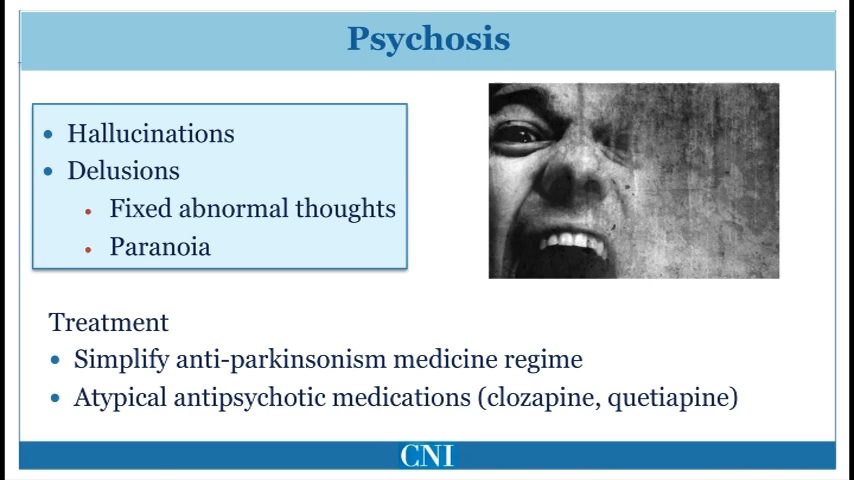 Psychosis
Hallucinations
Delusions
Fixed abnormal thoughts
Paranoia
Treatment
Simplify anti-parkinsonism medicine regime
Atypical antipsychotic medications (clozapine, quetiapine)
CNI